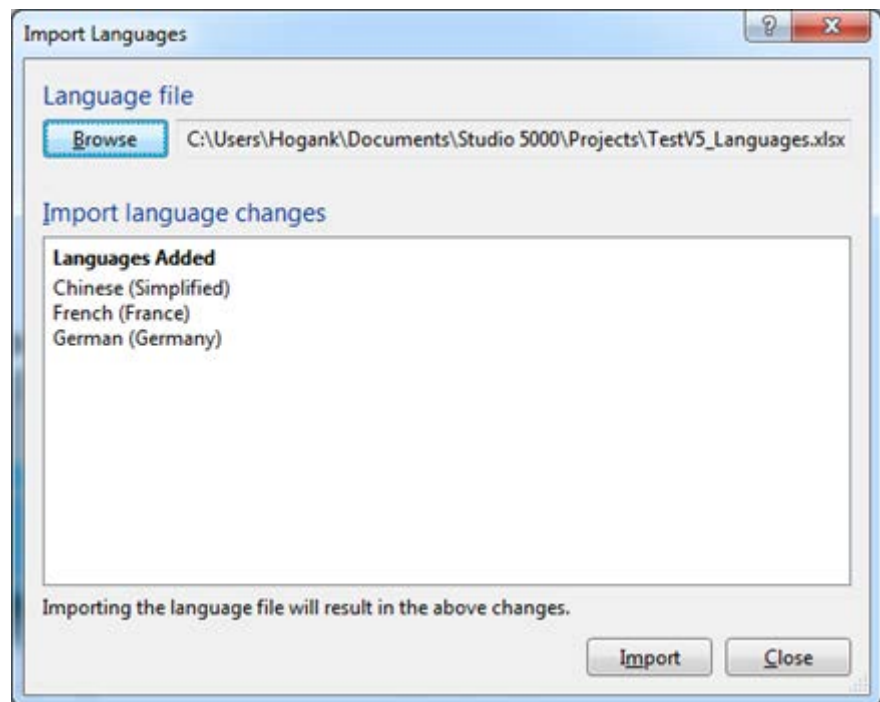 Import Languages
?
Language file
Browse C:\Users\Hogank\Documents\Studio 5000\Projects\TestV5_Languages.xlsx
Import language changes
Languages Added
Chinese (Simplified)
French (France)
German (Germany)
Importing the language file will result in the above changes.
Import Close